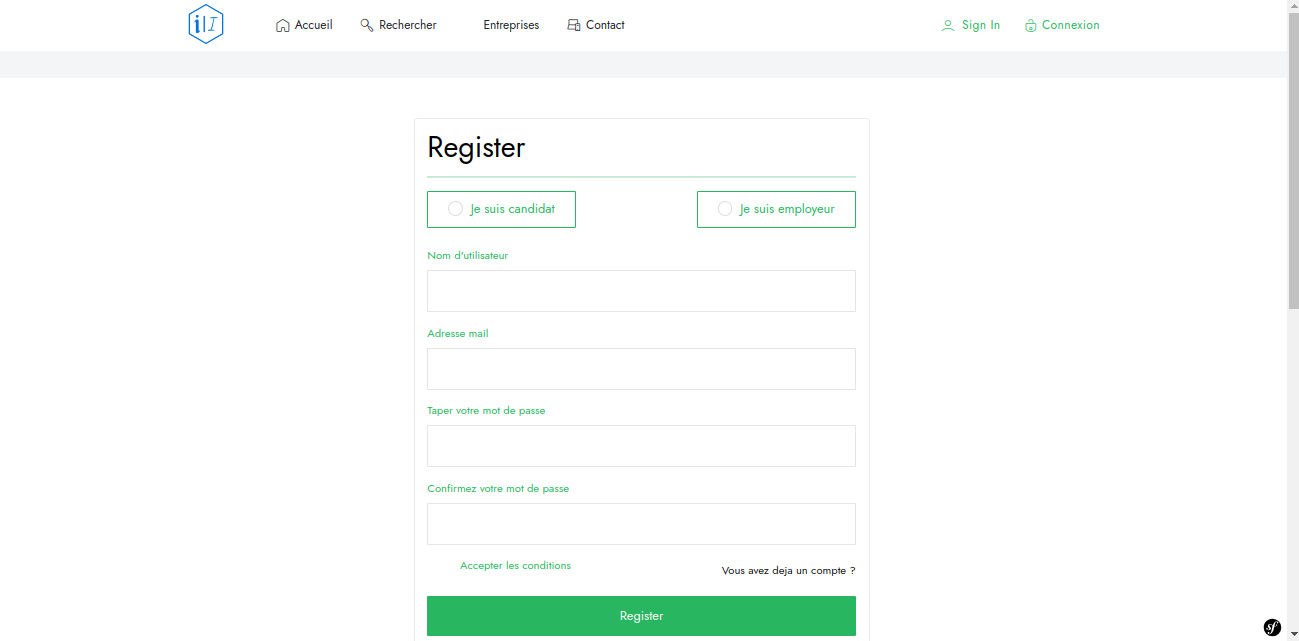 Accueil Rechercher Entreprises Contact Sign In Connexion
Register
Je suis candidat Je suis employeur
Nom d'utilisateur
Adresse mail
Taper votre mot de passe
Confirmez votre mot de passe
Accepter les conditions
Vous avez deja un compte ?
Register
sf